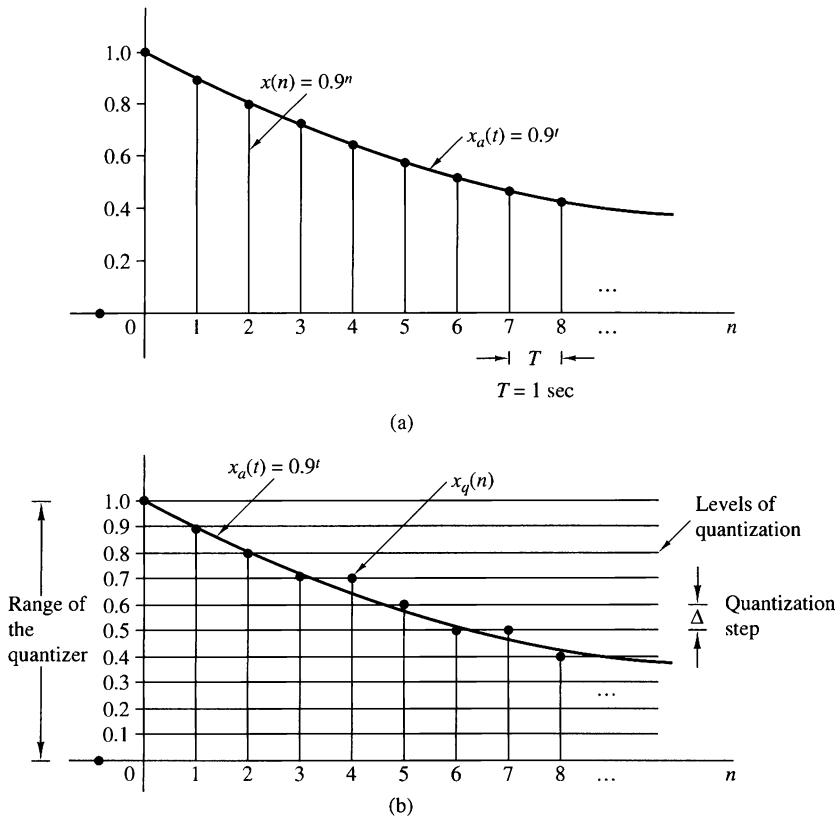 1.0
x(n) = 0.9ⁿ
0.8
x_a(t) = 0.9ᵗ
0.6
0.4
0.2
...
0 1 2 3 4 5 6 7 8 ... n
T
T = 1 sec
(a)
x_a(t) = 0.9ᵗ
x_q(n)
1.0
Levels of
quantization
0.9
0.8
0.7
Range of
the
quantizer
0.6
Δ
Quantization
step
0.5
0.4
0.3
...
0.2
0.1
0 1 2 3 4 5 6 7 8 ... n
(b)